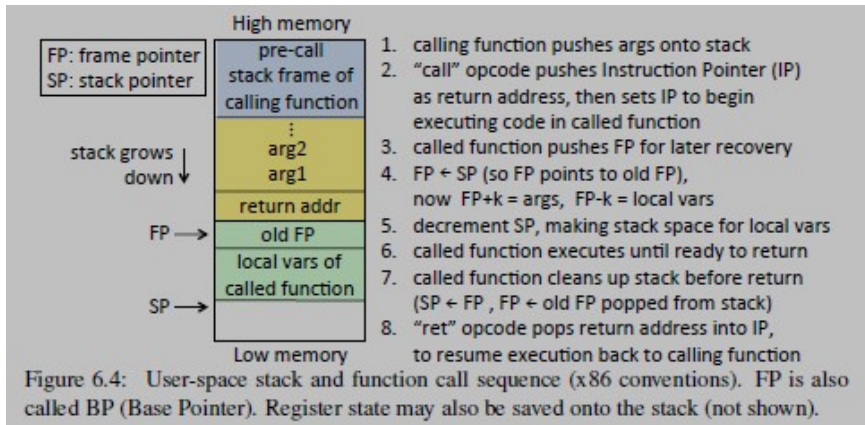 High memory
FP: frame pointer
SP: stack pointer
pre-call
stack frame of
calling function
⋮
arg2
arg1
stack grows
down
return addr
FP
old FP
local vars of
called function
SP
Low memory
1. calling function pushes args onto stack
2. “call” opcode pushes Instruction Pointer (IP)
as return address, then sets IP to begin
executing code in called function
3. called function pushes FP for later recovery
4. FP ← SP (so FP points to old FP),
now FP+k = args, FP-k = local vars
5. decrement SP, making stack space for local vars
6. called function executes until ready to return
7. called function cleans up stack before return
(SP ← FP , FP ← old FP popped from stack)
8. “ret” opcode pops return address into IP,
to resume execution back to calling function
Figure 6.4: User-space stack and function call sequence (x86 conventions). FP is also
called BP (Base Pointer). Register state may also be saved onto the stack (not shown).